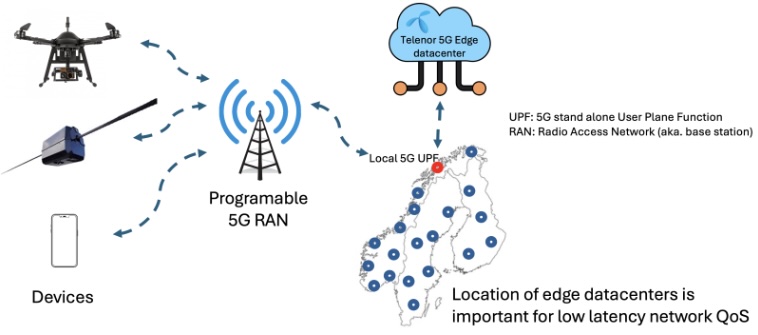 Telenor 5G Edge
datacenter
UPF: 5G stand alone User Plane Function
RAN: Radio Access Network (aka. base station)
Local 5G UPF
Programable
5G RAN
Devices
Location of edge datacenters is
important for low latency network QoS